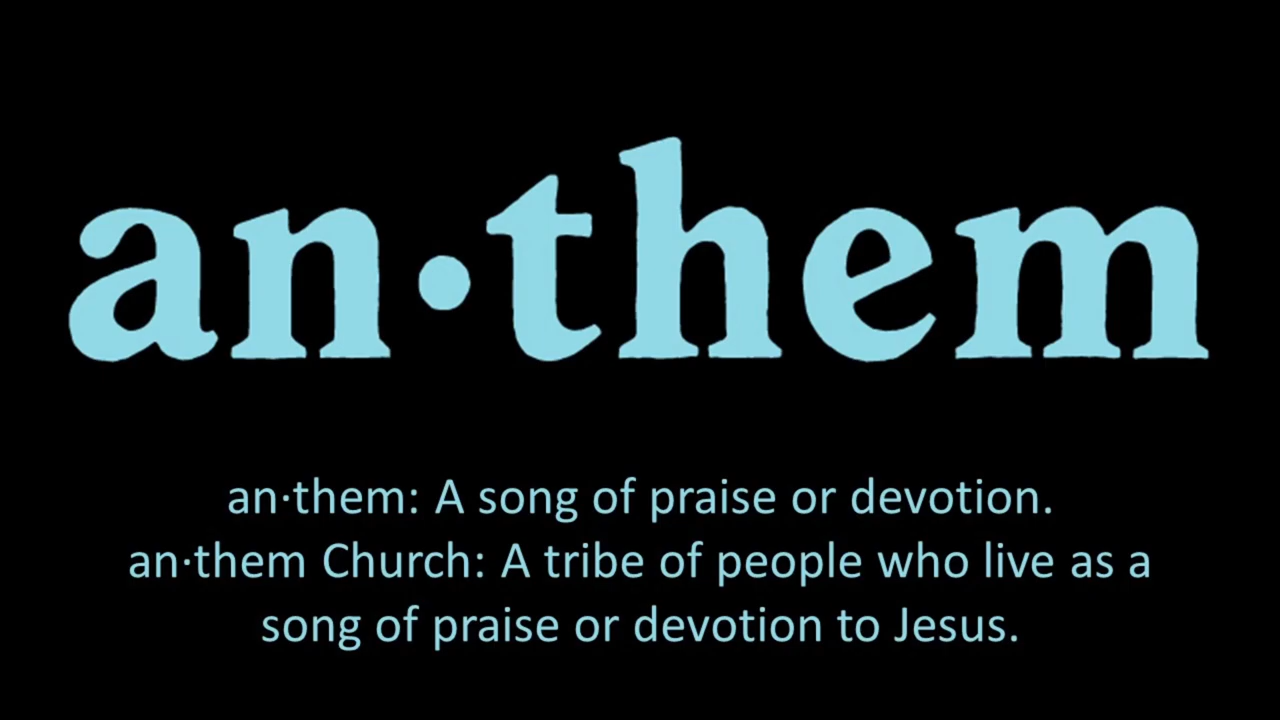 an·them
an·them: A song of praise or devotion.
an·them Church: A tribe of people who live as a
song of praise or devotion to Jesus.